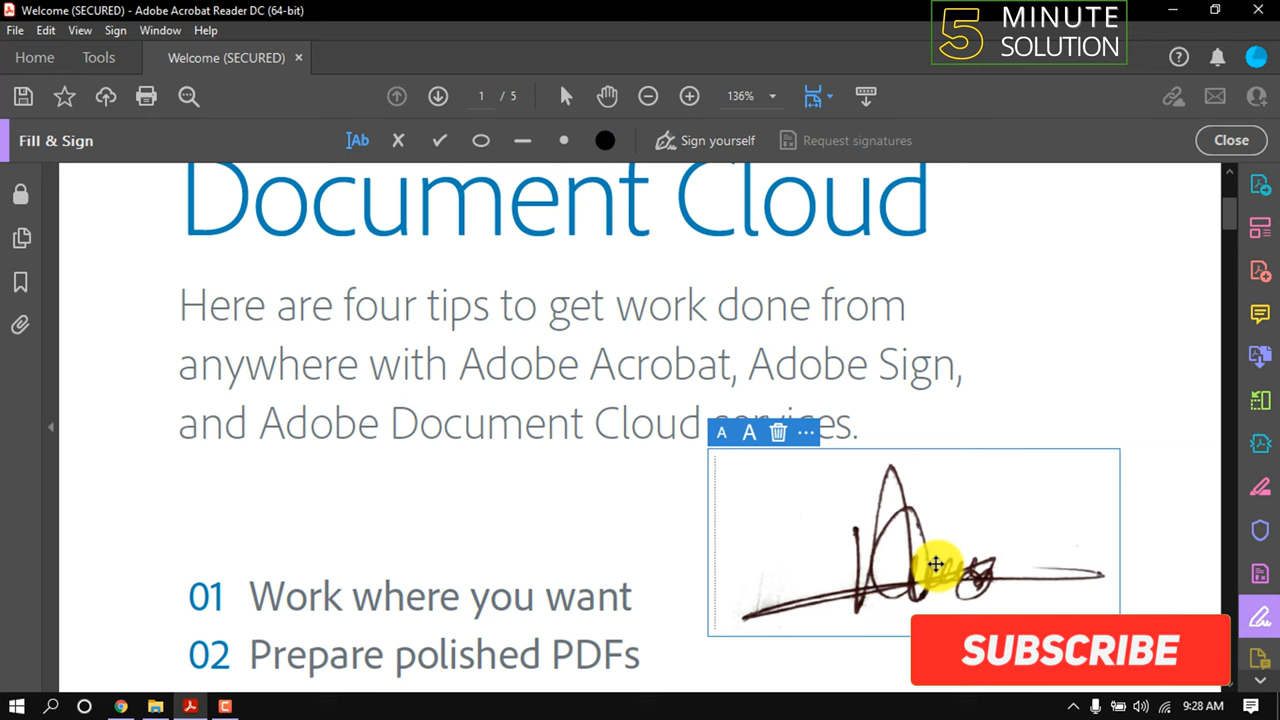 Welcome (SECURED) - Adobe Acrobat Reader DC (64-bit)
5 MINUTE
SOLUTION
File Edit View Sign Window Help
Home Tools Welcome (SECURED) ×
1 / 5 136%
Fill & Sign Ab Sign yourself Request signatures Close
Document Cloud
Here are four tips to get work done from
anywhere with Adobe Acrobat, Adobe Sign,
and Adobe Document Cloud services.
A A
01 Work where you want
02 Prepare polished PDFs
SUBSCRIBE
9:28 AM